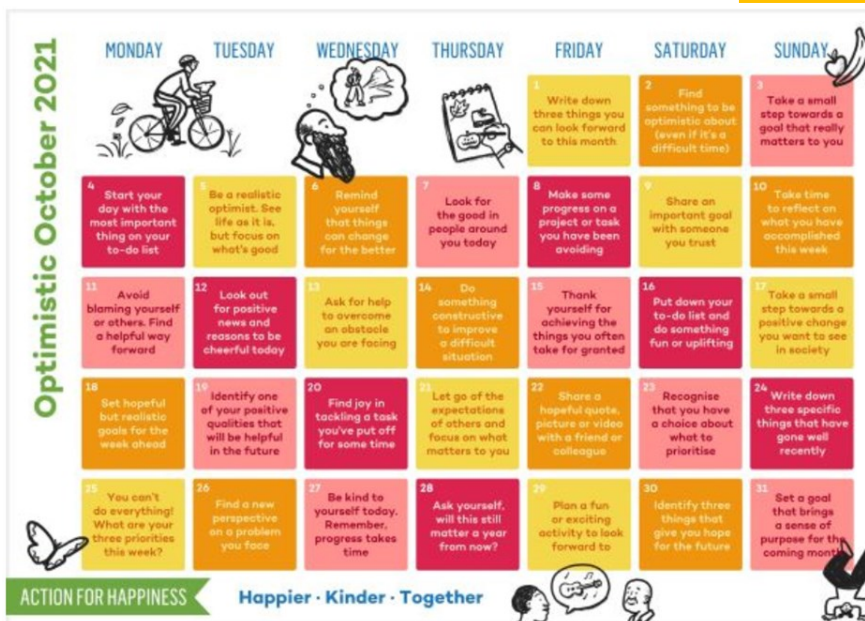 Optimistic October 2021
MONDAY
TUESDAY
WEDNESDAY
THURSDAY
FRIDAY
SATURDAY
SUNDAY
1
Write down
three things you
can look forward
to this month
2
Find
something to be
optimistic about
(even if it's a
difficult time)
3
Take a small
step towards a
goal that really
matters to you
4
Start your
day with the
most important
thing on your
to-do list
5
Be a realistic
optimist. See
life as it is,
but focus on
what's good
6
Remind
yourself
that things
can change
for the better
7
Look for
the good in
people around
you today
8
Make some
progress on a
project or task
you have been
avoiding
9
Share an
important goal
with someone
you trust
10
Take time
to reflect on
what you have
accomplished
this week
11
Avoid
blaming yourself
or others. Find
a helpful way
forward
12
Look out
for positive
news and
reasons to be
cheerful today
13
Ask for help
to overcome
an obstacle
you are facing
14
Do
something
constructive
to improve
a difficult
situation
15
Thank
yourself for
achieving the
things you often
take for granted
16
Put down your
to-do list and
do something
fun or uplifting
17
Take a small
step towards a
positive change
you want to see
in society
18
Set hopeful
but realistic
goals for the
week ahead
19
Identify one
of your positive
qualities that
will be helpful
in the future
20
Find joy in
tackling a task
you've put off
for some time
21
Let go of the
expectations
of others and
focus on what
matters to you
22
Share a
hopeful quote,
picture or video
with a friend or
colleague
23
Recognise
that you have
a choice about
what to
prioritise
24
Write down
three specific
things that have
gone well
recently
25
You can't
do everything!
What are your
three priorities
this week?
26
Find a new
perspective
on a problem
you face
27
Be kind to
yourself today.
Remember,
progress takes
time
28
Ask yourself,
will this still
matter a year
from now?
29
Plan a fun
or exciting
activity to look
forward to
30
Identify three
things that
give you hope
for the future
31
Set a goal
that brings
a sense of
purpose for the
coming month
ACTION FOR HAPPINESS
Happier · Kinder · Together